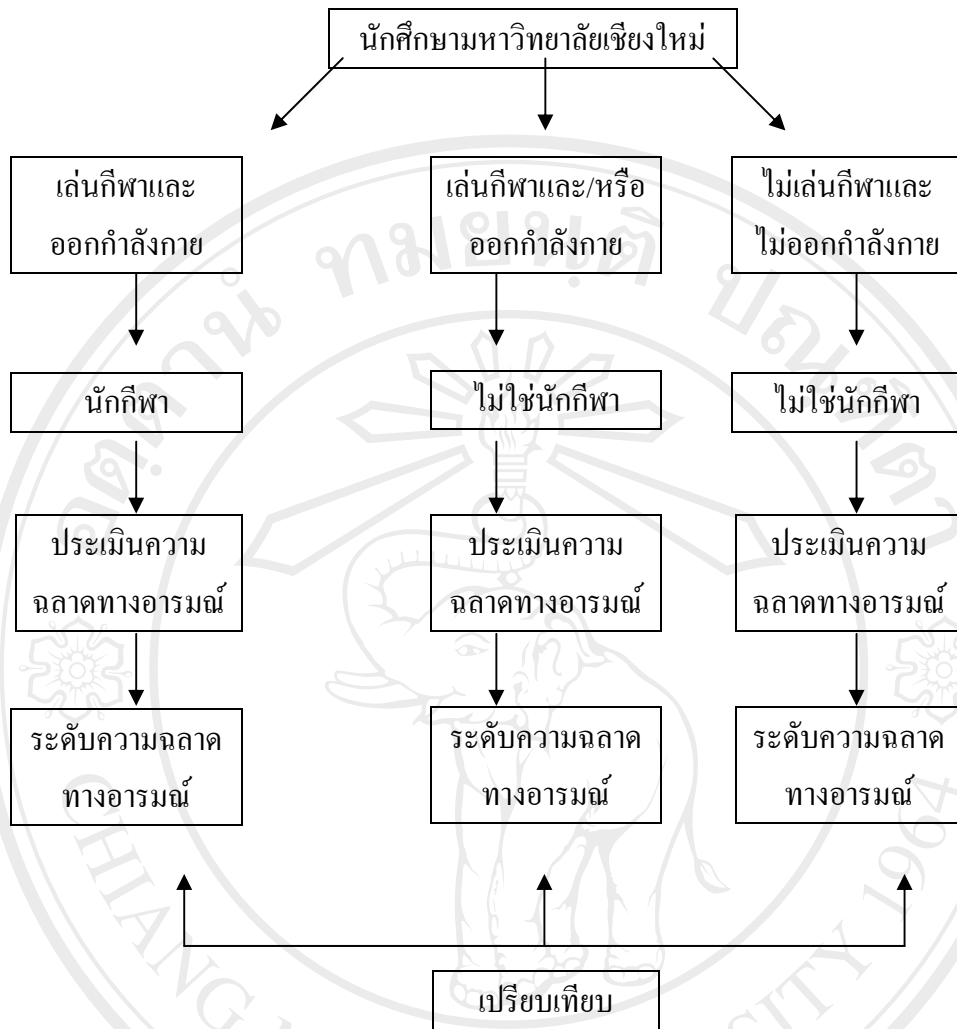 นักศึกษามหาวิทยาลัยเชียงใหม่
เล่นกีฬาและ
ออกกำลังกาย
เล่นกีฬาและ/หรือ
ออกกำลังกาย
ไม่เล่นกีฬาและ
ไม่ออกกำลังกาย
นักกีฬา
ไม่ใช่นักกีฬา
ไม่ใช่นักกีฬา
ประเมินความ
ฉลาดทางอารมณ์
ประเมินความ
ฉลาดทางอารมณ์
ประเมินความ
ฉลาดทางอารมณ์
ระดับความฉลาด
ทางอารมณ์
ระดับความฉลาด
ทางอารมณ์
ระดับความฉลาด
ทางอารมณ์
เปรียบเทียบ
CHIANG
SITY 1964